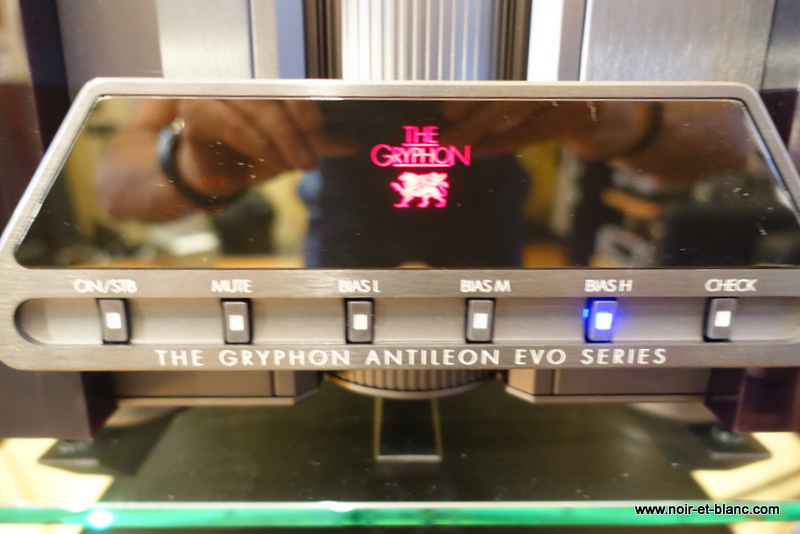 THE
GRYPHON
ON/STB MUTE BIAS L BIAS M BIAS H CHECK
THE GRYPHON ANTILEON EVO SERIES
www.noir-et-blanc.com